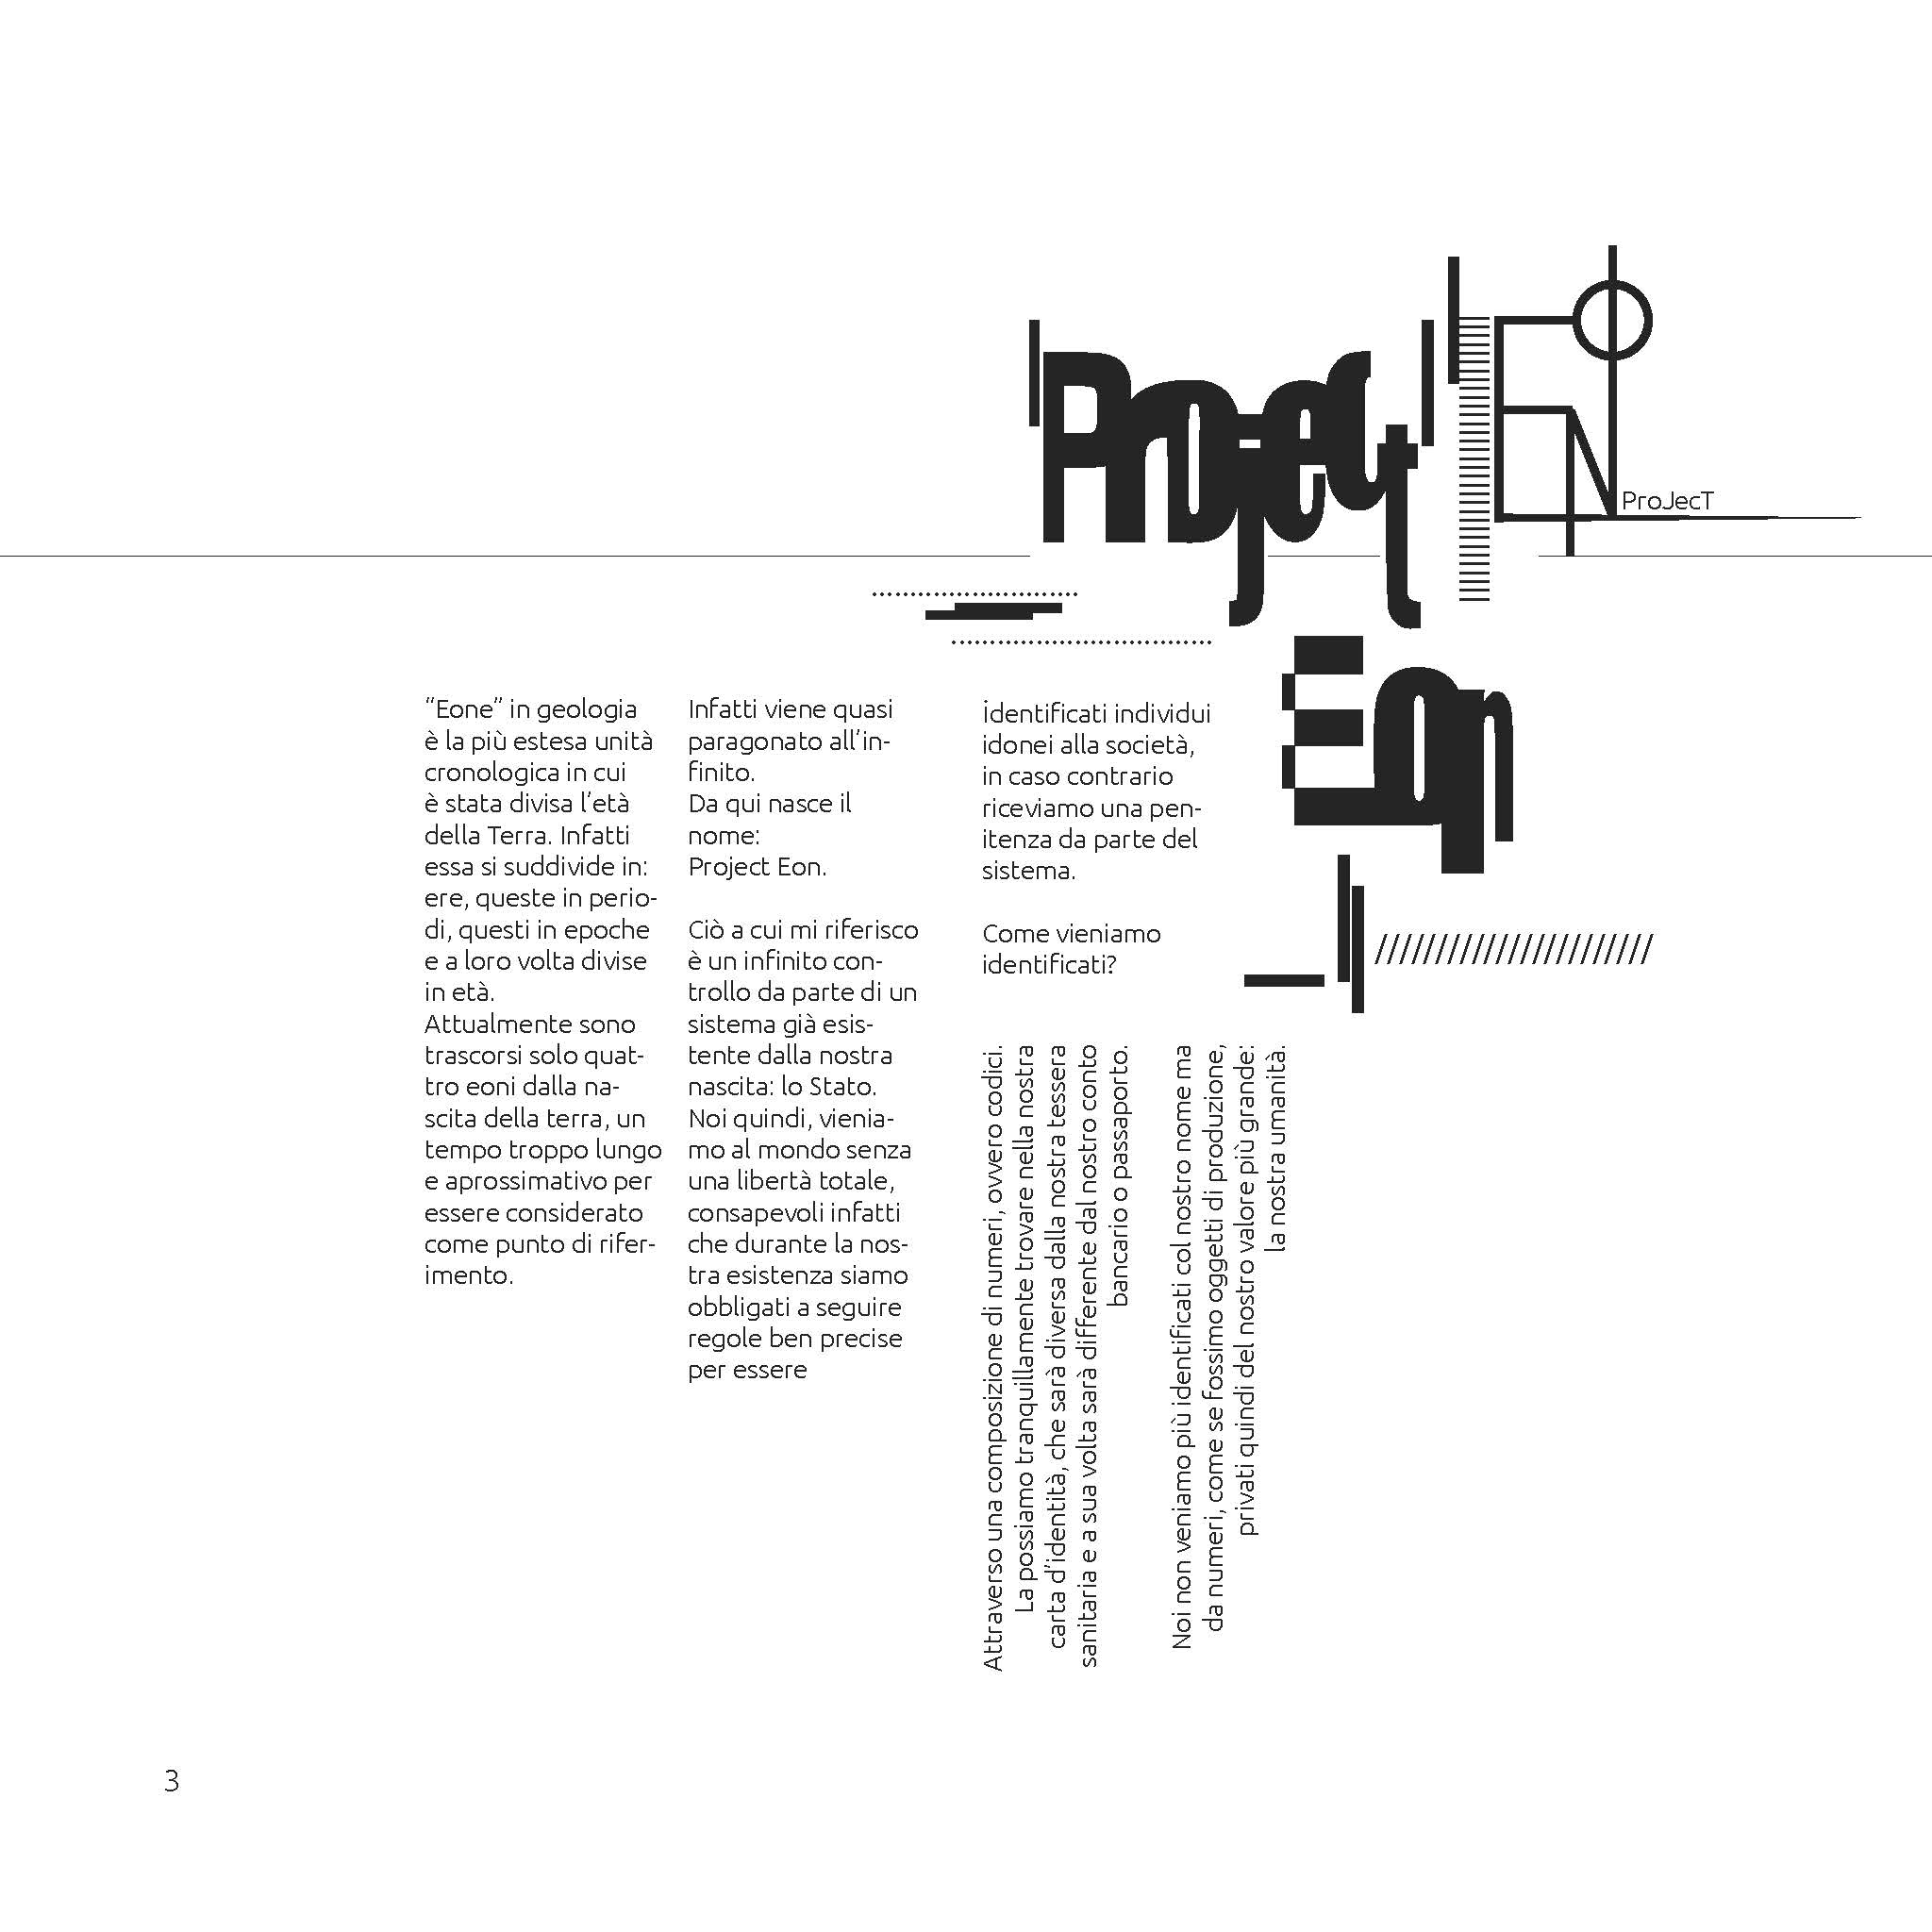 Project
EoN
ProJecT
Eon
“Eone” in geologia
è la più estesa unità
cronologica in cui
è stata divisa l’età
della Terra. Infatti
essa si suddivide in:
ere, queste in perio-
di, questi in epoche
e a loro volta divise
in età.
Attualmente sono
trascorsi solo quat-
tro eoni dalla na-
scita della terra, un
tempo troppo lungo
e aprossimativo per
essere considerato
come punto di rifer-
imento.
Infatti viene quasi
paragonato all’in-
finito.
Da qui nasce il
nome:
Project Eon.
Ciò a cui mi riferisco
è un infinito con-
trollo da parte di un
sistema già esis-
tente dalla nostra
nascita: lo Stato.
Noi quindi, vienia-
mo al mondo senza
una libertà totale,
consapevoli infatti
che durante la nos-
tra esistenza siamo
obbligati a seguire
regole ben precise
per essere
identificati individui
idonei alla società,
in caso contrario
riceviamo una pen-
itenza da parte del
sistema.
Come vieniamo
identificati?
Attraverso una composizione di numeri, ovvero codici.
La possiamo tranquillamente trovare nella nostra
carta d’identità, che sarà diversa dalla nostra tessera
sanitaria e a sua volta sarà differente dal nostro conto
bancario o passaporto.
Noi non veniamo più identificati col nostro nome ma
da numeri, come se fossimo oggetti di produzione,
privati quindi del nostro valore più grande:
la nostra umanità.
3